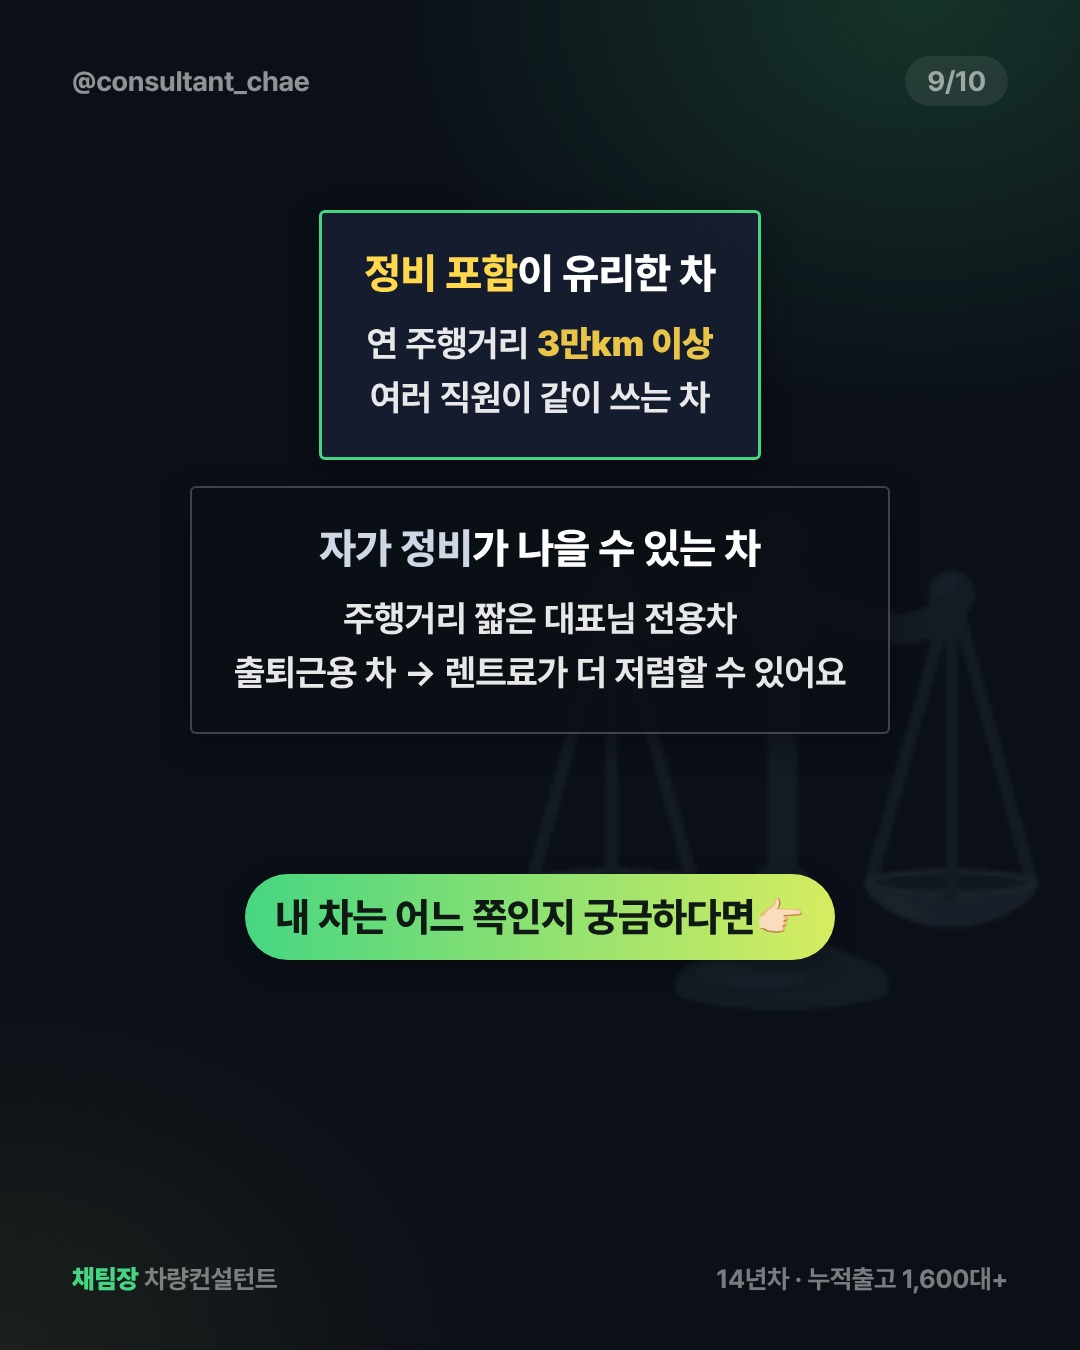 @consultant_chae
9/10
정비 포함이 유리한 차
연 주행거리 3만km 이상
여러 직원이 같이 쓰는 차
자가 정비가 나을 수 있는 차
주행거리 짧은 대표님 전용차
출퇴근용 차 → 렌트료가 더 저렴할 수 있어요
내 차는 어느 쪽인지 궁금하다면👉🏻
채팀장 차량컨설턴트
14년차 · 누적출고 1,600대+